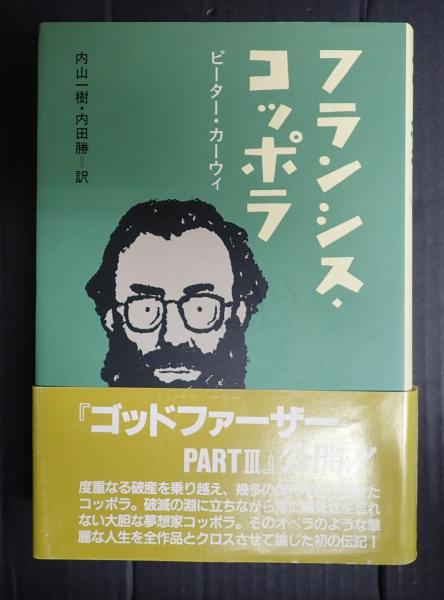 フランシス・
コッポラ
ピーター・カーウィ
内山一樹・内田勝＝訳
『ゴッドファーザー
PARTⅢ』公開!!
度重なる破産を乗り越え、幾多の
コッポラ。破滅の淵に立ちながら
ない大胆な夢想家コッポラ。そのオペラのような華
麗な人生を全作品とクロスさせて論じた初の伝記！